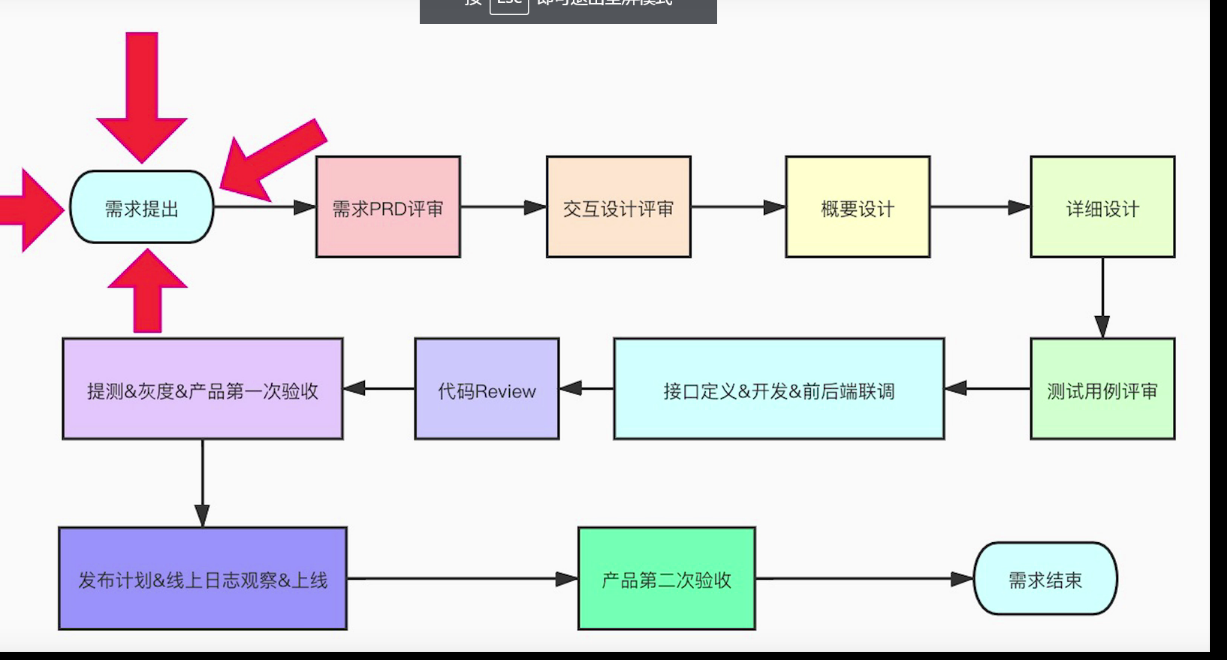 按 Esc 即可退出全屏模式
需求提出
需求PRD评审
交互设计评审
概要设计
详细设计
提测&灰度&产品第一次验收
代码Review
接口定义&开发&前后端联调
测试用例评审
发布计划&线上日志观察&上线
产品第二次验收
需求结束